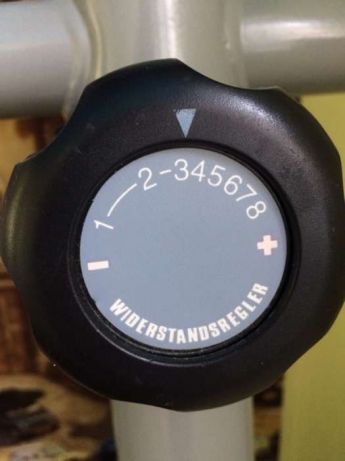 1—2-345678
- +
WIDERSTANDSREGLER